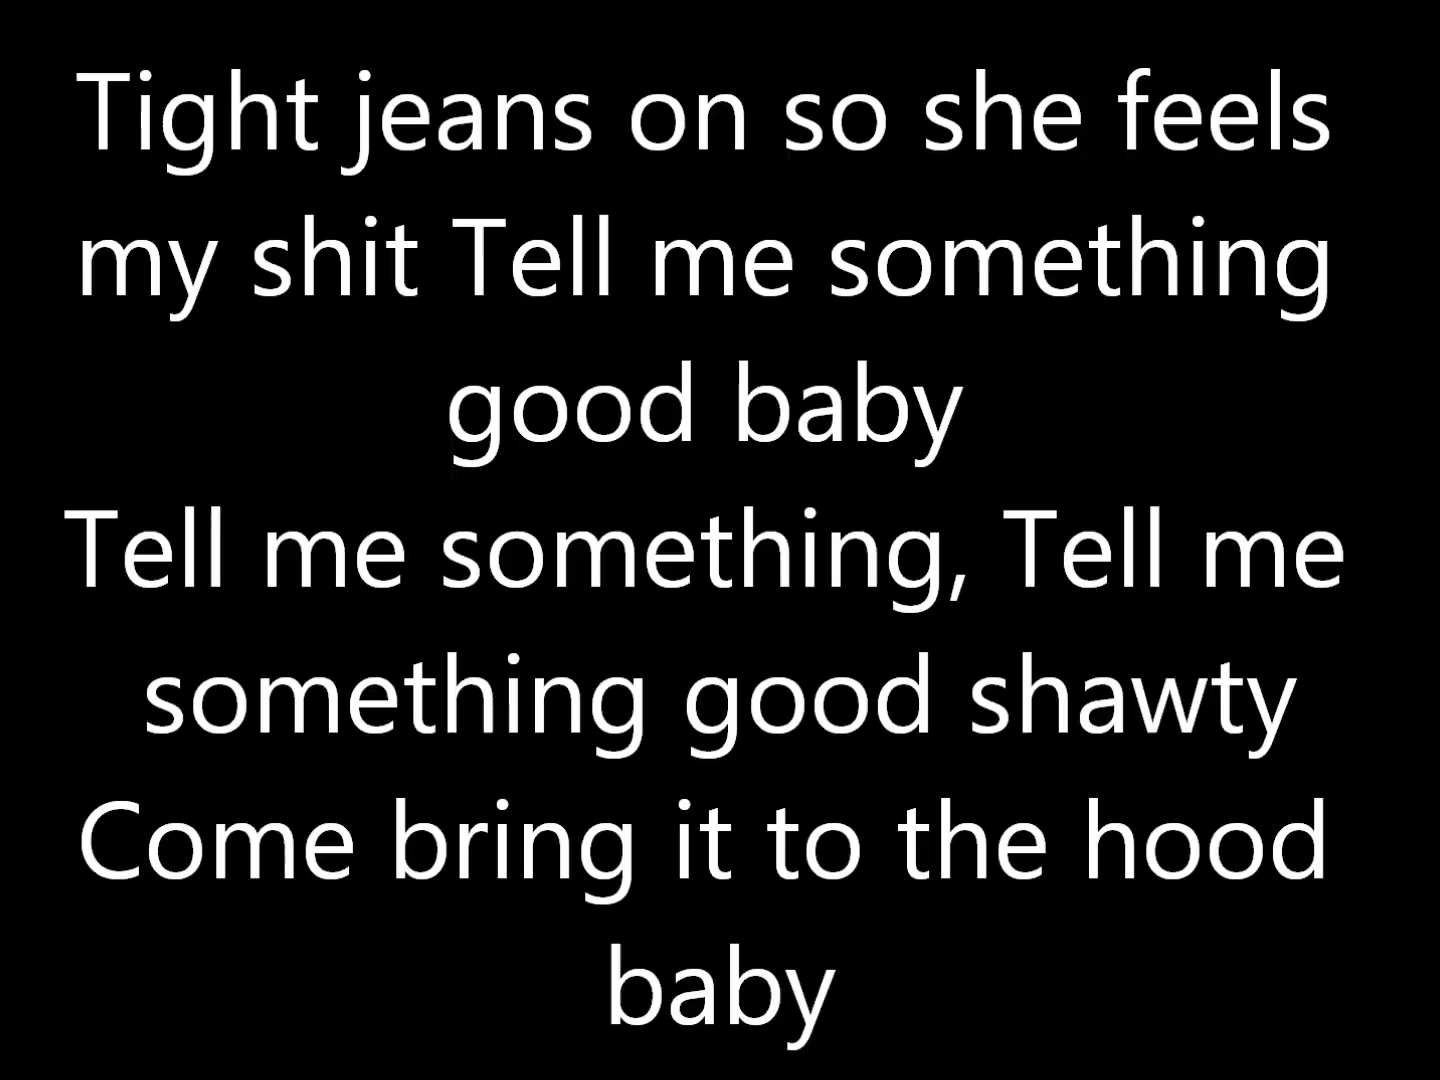 Tight jeans on so she feels
my shit Tell me something
good baby
Tell me something, Tell me
something good shawty
Come bring it to the hood
baby